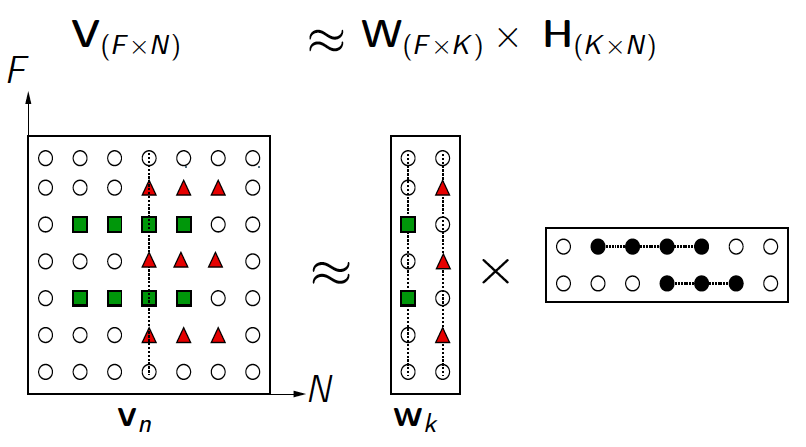 V(F×N) ≈ W(F×K) × H(K×N)
F
≈ ×
N
vn wk